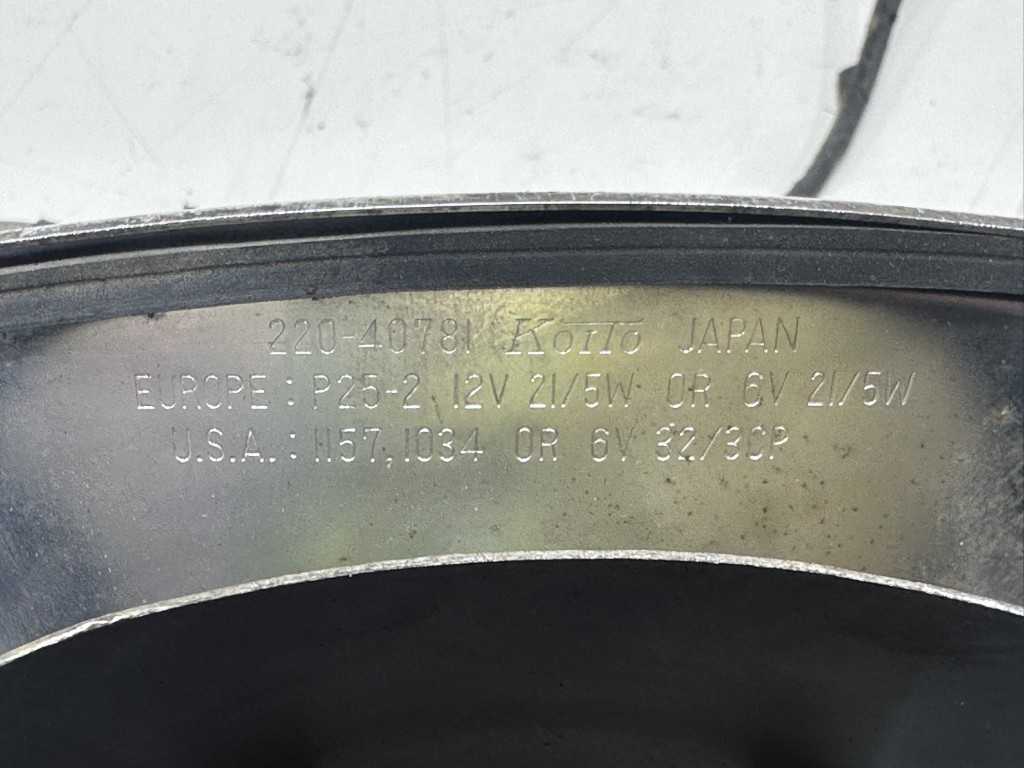 220-40781 Koito JAPAN
EUROPE: P25-2 12V 21/5W OR 6V 21/5W
U.S.A.: 1157, 1034 OR 6V 32/3CP